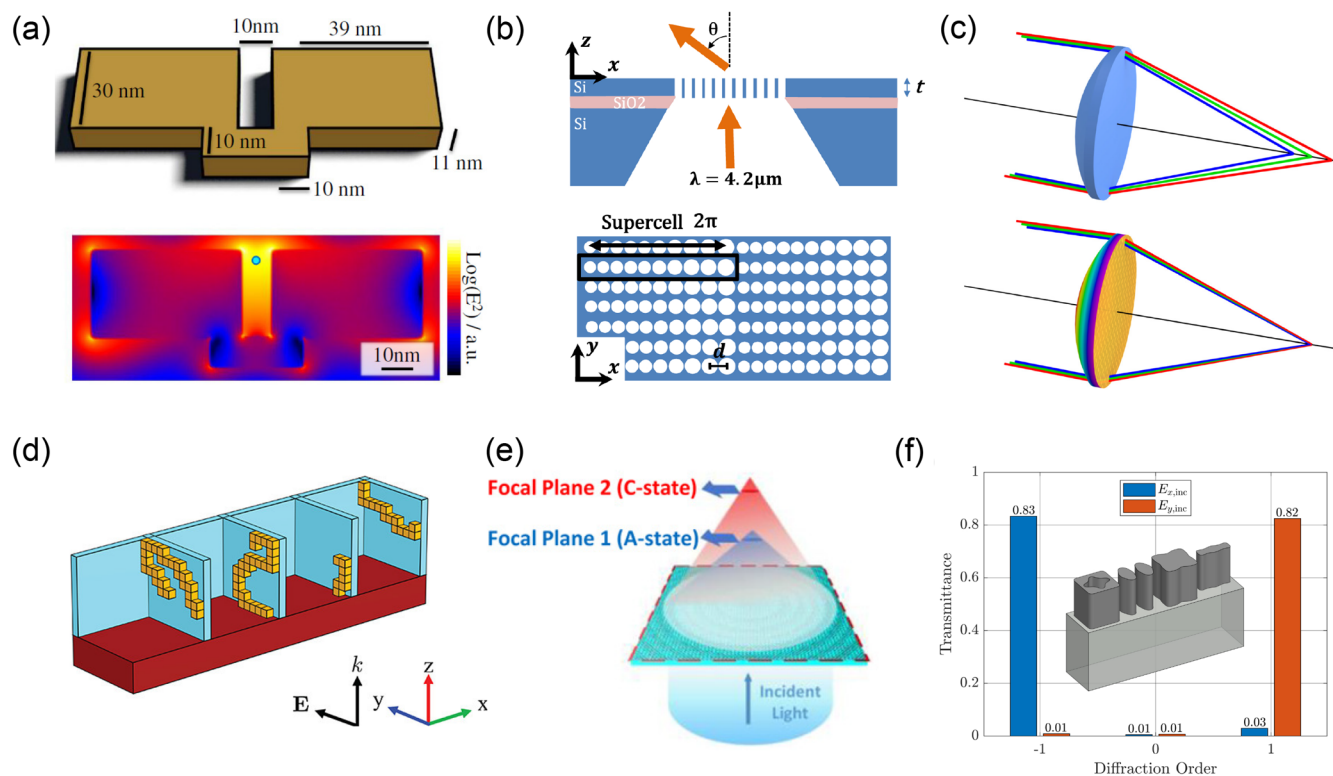 (a)
10nm
39 nm
30 nm
10 nm
11 nm
10 nm
Log(E²) / a.u.
10nm
(b)
z
x
θ
Si
SiO2
Si
t
λ = 4.2μm
Supercell 2π
y
x
d
(c)
(d)
E
k
y
z
x
(e)
Focal Plane 2 (C-state)
Focal Plane 1 (A-state)
Incident
Light
(f)
Transmittance
1
0.8
0.6
0.4
0.2
0
E x,inc
E y,inc
0.83
0.01
0.01
0.01
0.03
0.82
-1
0
1
Diffraction Order